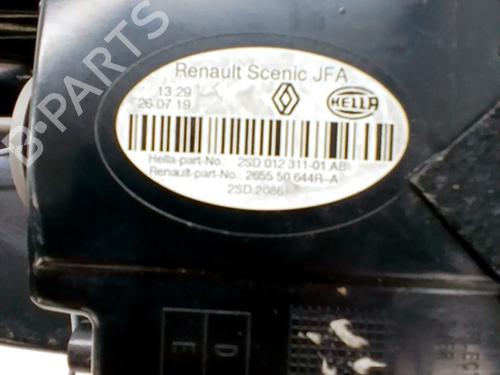 B-PARTS
Renault Scenic JFA
13:29
26.07.19
HELLA
Hella-part-No.: 2SD 012 311-01 AB
Renault-part-No.: 2655 50 644R-A
2SD.2086
D
E